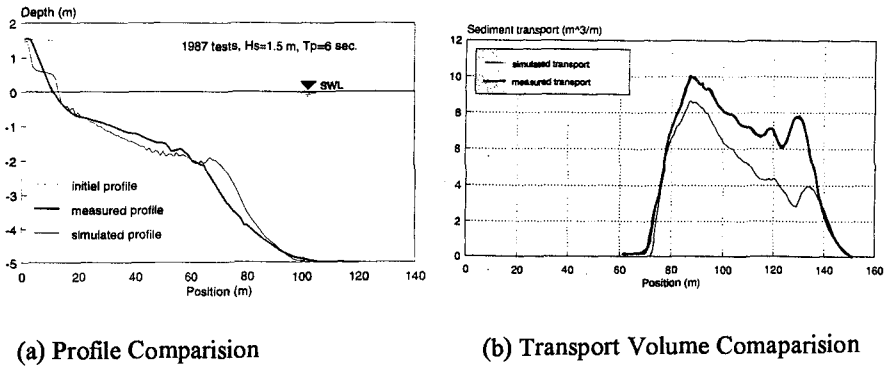 Depth (m)
2
1
0
-1
-2
-3
-4
-5
1987 tests, Hs=1.5 m, Tp=6 sec.
SWL
initiel profile
measured profile
simulated profile
0 20 40 60 80 100 120 140
Position (m)
(a) Profile Comparision
Sediment transport (m^3/m)
12
10
8
6
4
2
0
simulated transport
measured transport
0 20 40 60 80 100 120 140 160
Position (m)
(b) Transport Volume Comaparision